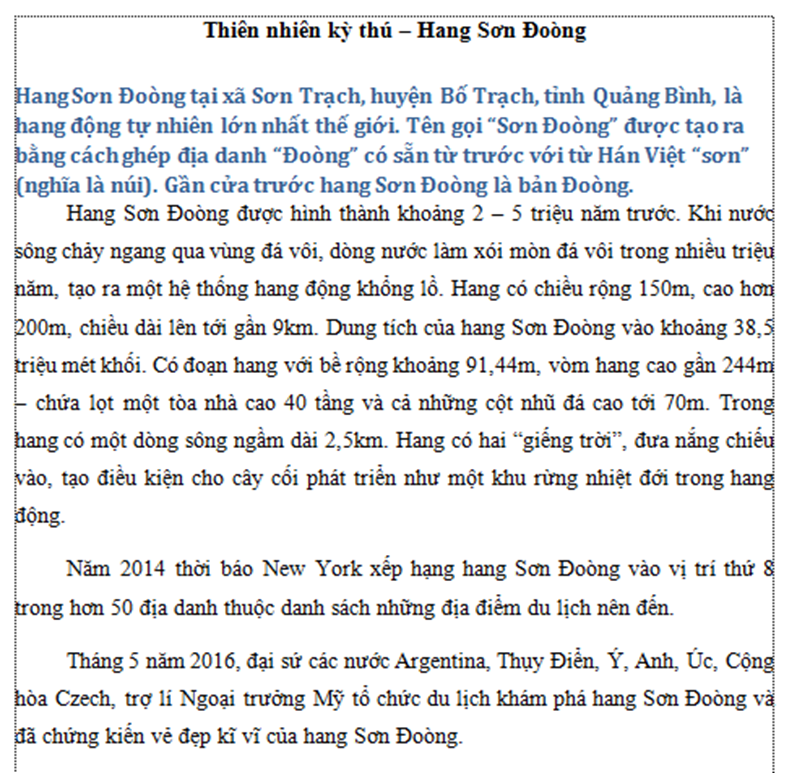 Thiên nhiên kỳ thú – Hang Sơn Đoòng
Hang Sơn Đoòng tại xã Sơn Trạch, huyện Bố Trạch, tỉnh Quảng Bình, là
hang động tự nhiên lớn nhất thế giới. Tên gọi “Sơn Đoòng” được tạo ra
bằng cách ghép địa danh “Đoòng” có sẵn từ trước với từ Hán Việt “sơn”
(nghĩa là núi). Gần cửa trước hang Sơn Đoòng là bản Đoòng.
Hang Sơn Đoòng được hình thành khoảng 2 – 5 triệu năm trước. Khi nước
sông chảy ngang qua vùng đá vôi, dòng nước làm xói mòn đá vôi trong nhiều triệu
năm, tạo ra một hệ thống hang động khổng lồ. Hang có chiều rộng 150m, cao hơn
200m, chiều dài lên tới gần 9km. Dung tích của hang Sơn Đoòng vào khoảng 38,5
triệu mét khối. Có đoạn hang với bề rộng khoảng 91,44m, vòm hang cao gần 244m
– chứa lọt một tòa nhà cao 40 tầng và cả những cột nhũ đá cao tới 70m. Trong
hang có một dòng sông ngầm dài 2,5km. Hang có hai “giếng trời”, đưa nắng chiếu
vào, tạo điều kiện cho cây cối phát triển như một khu rừng nhiệt đới trong hang
động.
Năm 2014 thời báo New York xếp hạng hang Sơn Đoòng vào vị trí thứ 8
trong hơn 50 địa danh thuộc danh sách những địa điểm du lịch nên đến.
Tháng 5 năm 2016, đại sứ các nước Argentina, Thụy Điển, Ý, Anh, Úc, Cộng
hòa Czech, trợ lí Ngoại trưởng Mỹ tổ chức du lịch khám phá hang Sơn Đoòng và
đã chứng kiến vẻ đẹp kĩ vĩ của hang Sơn Đoòng.